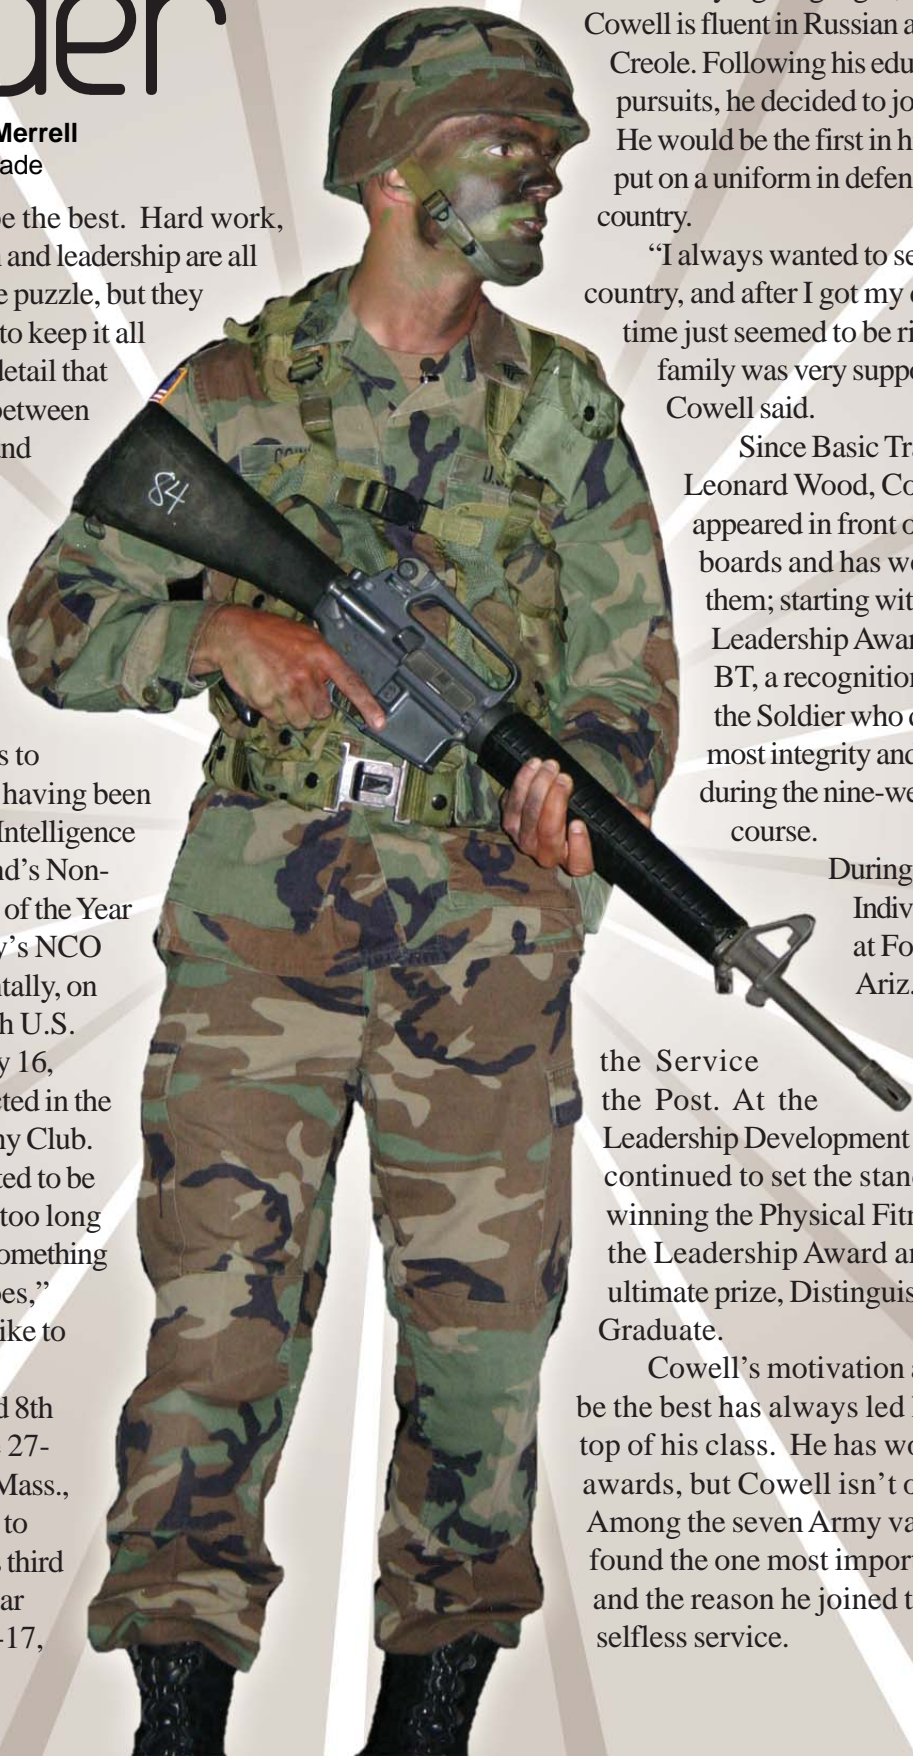 der
Merrell
ade
be the best. Hard work,
n and leadership are all
e puzzle, but they
to keep it all
detail that
between
nd
s to
having been
Intelligence
nd's Non-
of the Year
y's NCO
ntally, on
h U.S.
y 16,
cted in the
ny Club.
ted to be
too long
omething
oes,”
ike to
d 8th
27-
Mass.,
to
s third
ar
-17,
84
U.S.
Cowell is fluent in Russian a
Creole. Following his edu
pursuits, he decided to jo
He would be the first in h
put on a uniform in defen
country.
“I always wanted to se
country, and after I got my
time just seemed to be ri
family was very suppo
Cowell said.
Since Basic Tra
Leonard Wood, Co
appeared in front o
boards and has wo
them; starting wit
Leadership Awar
BT, a recognition
the Soldier who
most integrity and
during the nine-we
course.
During
Indiv
at Fo
Ariz.
the Service
the Post. At the
Leadership Development
continued to set the stand
winning the Physical Fitn
the Leadership Award an
ultimate prize, Distinguis
Graduate.
Cowell’s motivation a
be the best has always led
top of his class. He has wo
awards, but Cowell isn’t o
Among the seven Army va
found the one most import
and the reason he joined t
selfless service.